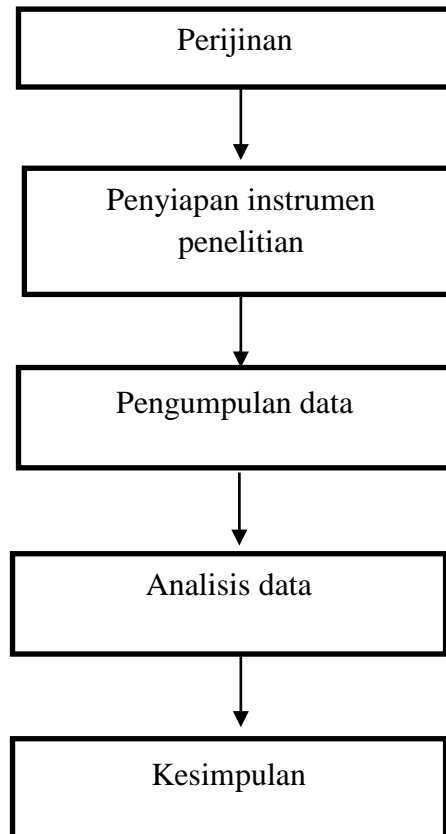 Perijinan
Penyiapan instrumen
penelitian
Pengumpulan data
Analisis data
Kesimpulan